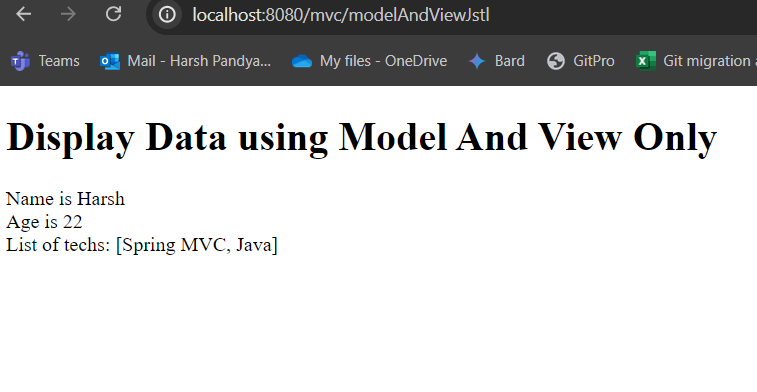 localhost:8080/mvc/modelAndViewJstl
Teams Mail - Harsh Pandya... My files - OneDrive Bard GitPro Git migration
Display Data using Model And View Only
Name is Harsh
Age is 22
List of techs: [Spring MVC, Java]